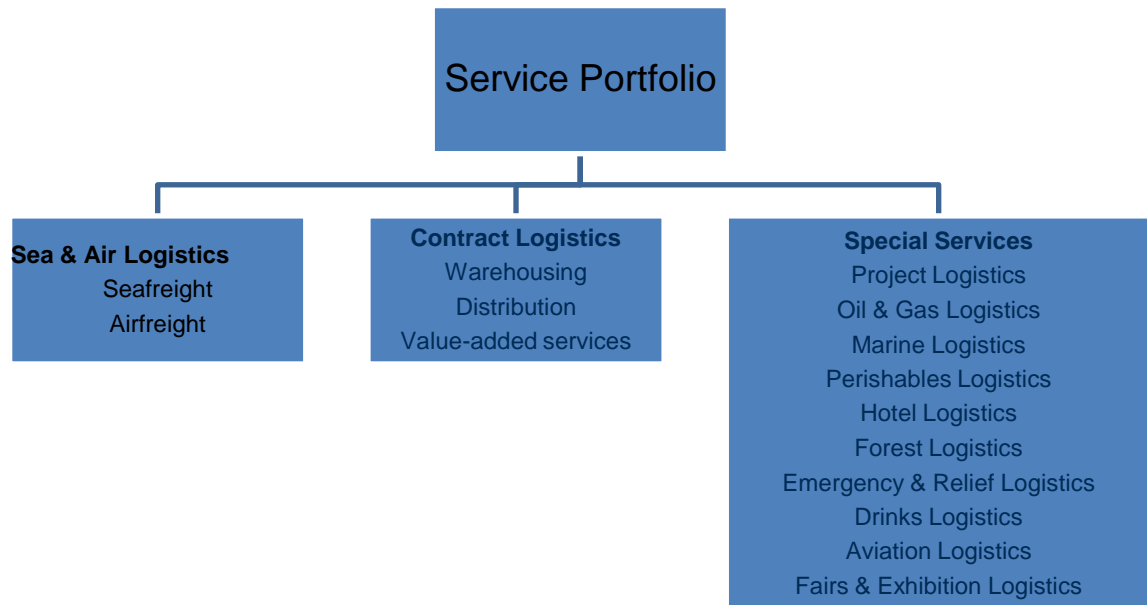 Service Portfolio
Sea & Air Logistics
Seafreight
Airfreight
Contract Logistics
Warehousing
Distribution
Value-added services
Special Services
Project Logistics
Oil & Gas Logistics
Marine Logistics
Perishables Logistics
Hotel Logistics
Forest Logistics
Emergency & Relief Logistics
Drinks Logistics
Aviation Logistics
Fairs & Exhibition Logistics